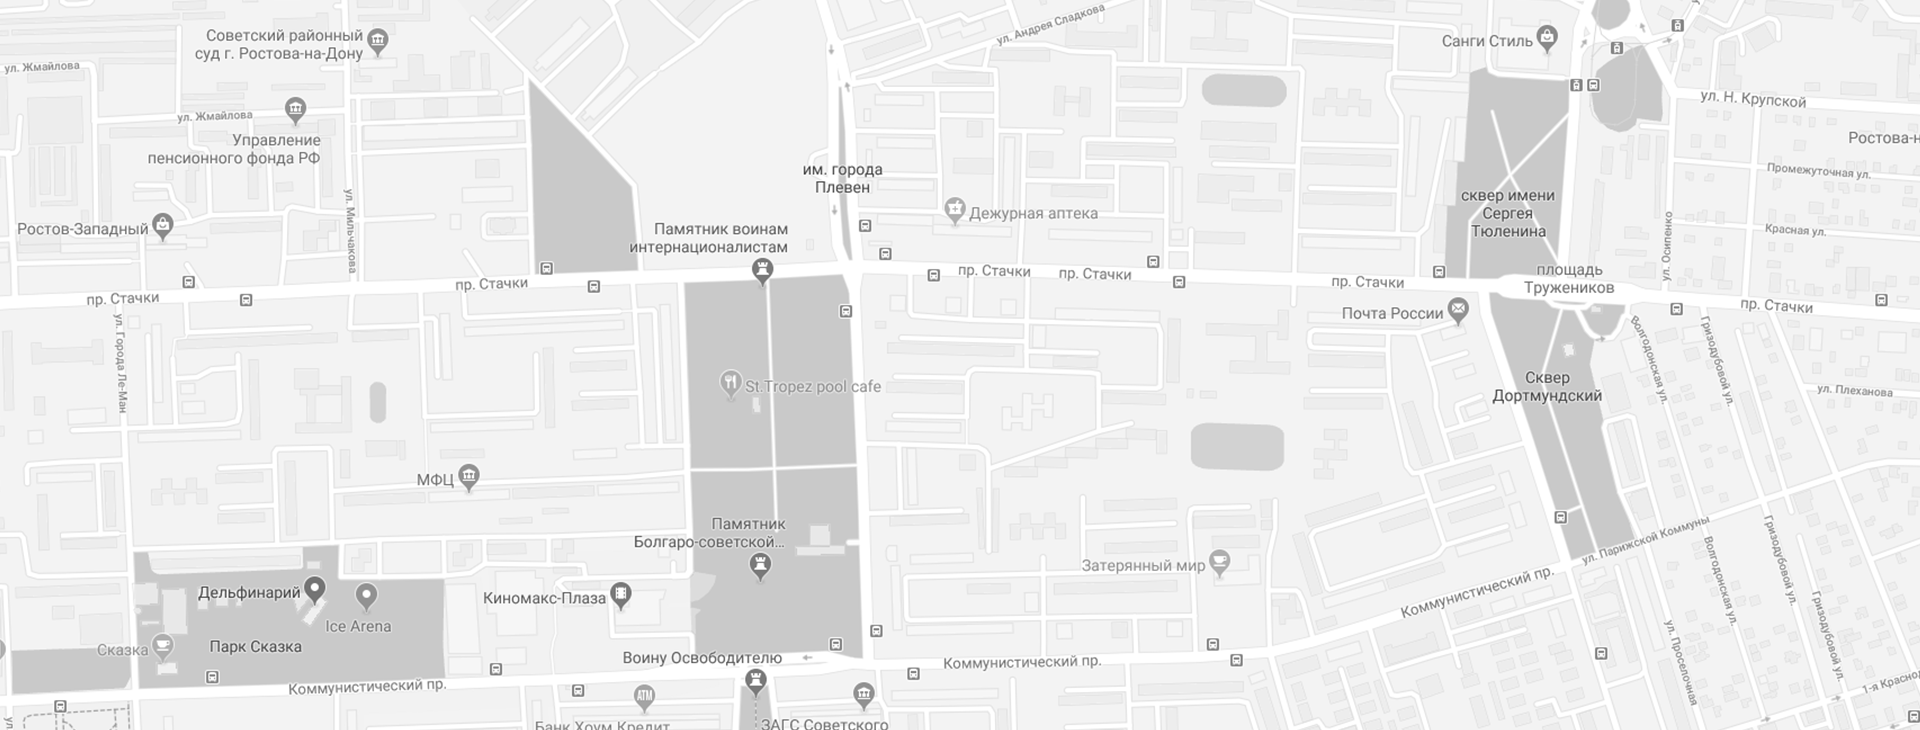 ул. Андрея Сладкова
Советский районный
суд г. Ростова-на-Дону
Санги Стиль
ул. Жмайлова
ул. Н. Крупской
ул. Жмайлова
Управление
пенсионного фонда РФ
Ростова-н
им. города
Плевен
Промежуточная ул.
ул. Мильчакова
сквер имени
Сергея
Тюленина
Дежурная аптека
Ростов-Западный
Памятник воинам
интернационалистам
Красная ул.
ул. Осипенко
пр. Стачки
пр. Стачки
пр. Стачки
пр. Стачки
пр. Стачки
площадь
Тружеников
пр. Стачки
Почта России
ул. Города Ле-Ман
Волгодонская ул.
Гризодубовой ул.
St.Tropez pool cafe
Сквер
Дортмундский
ул. Плеханова
МФЦ
Памятник
Болгаро-советской...
ул. Парижской Коммуны
Волгодонская ул.
Гризодубовой ул.
Затерянный мир
Коммунистический пр.
Дельфинарий
Киномакс-Плаза
Ice Arena
Гризодубовой ул.
Сказка
Парк Сказка
ул. Проселочная
Воину Освободителю
Коммунистический пр.
Коммунистический пр.
1-я Красно
ATM
Банк Хоум Кредит
ЗАГС Советского
ул